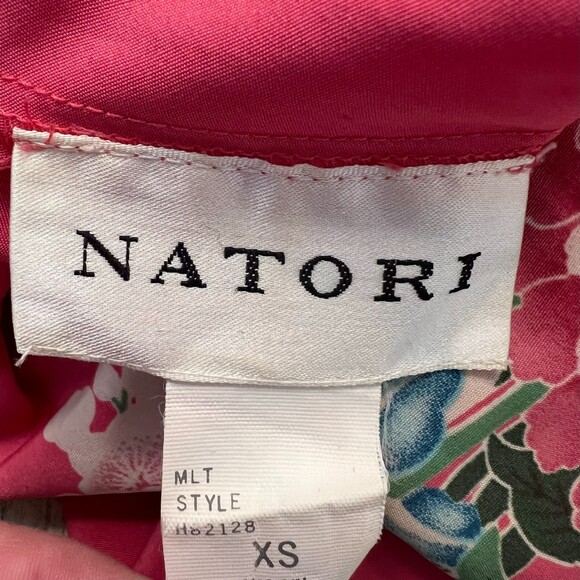 NATORI
MLT
STYLE
H82128
XS